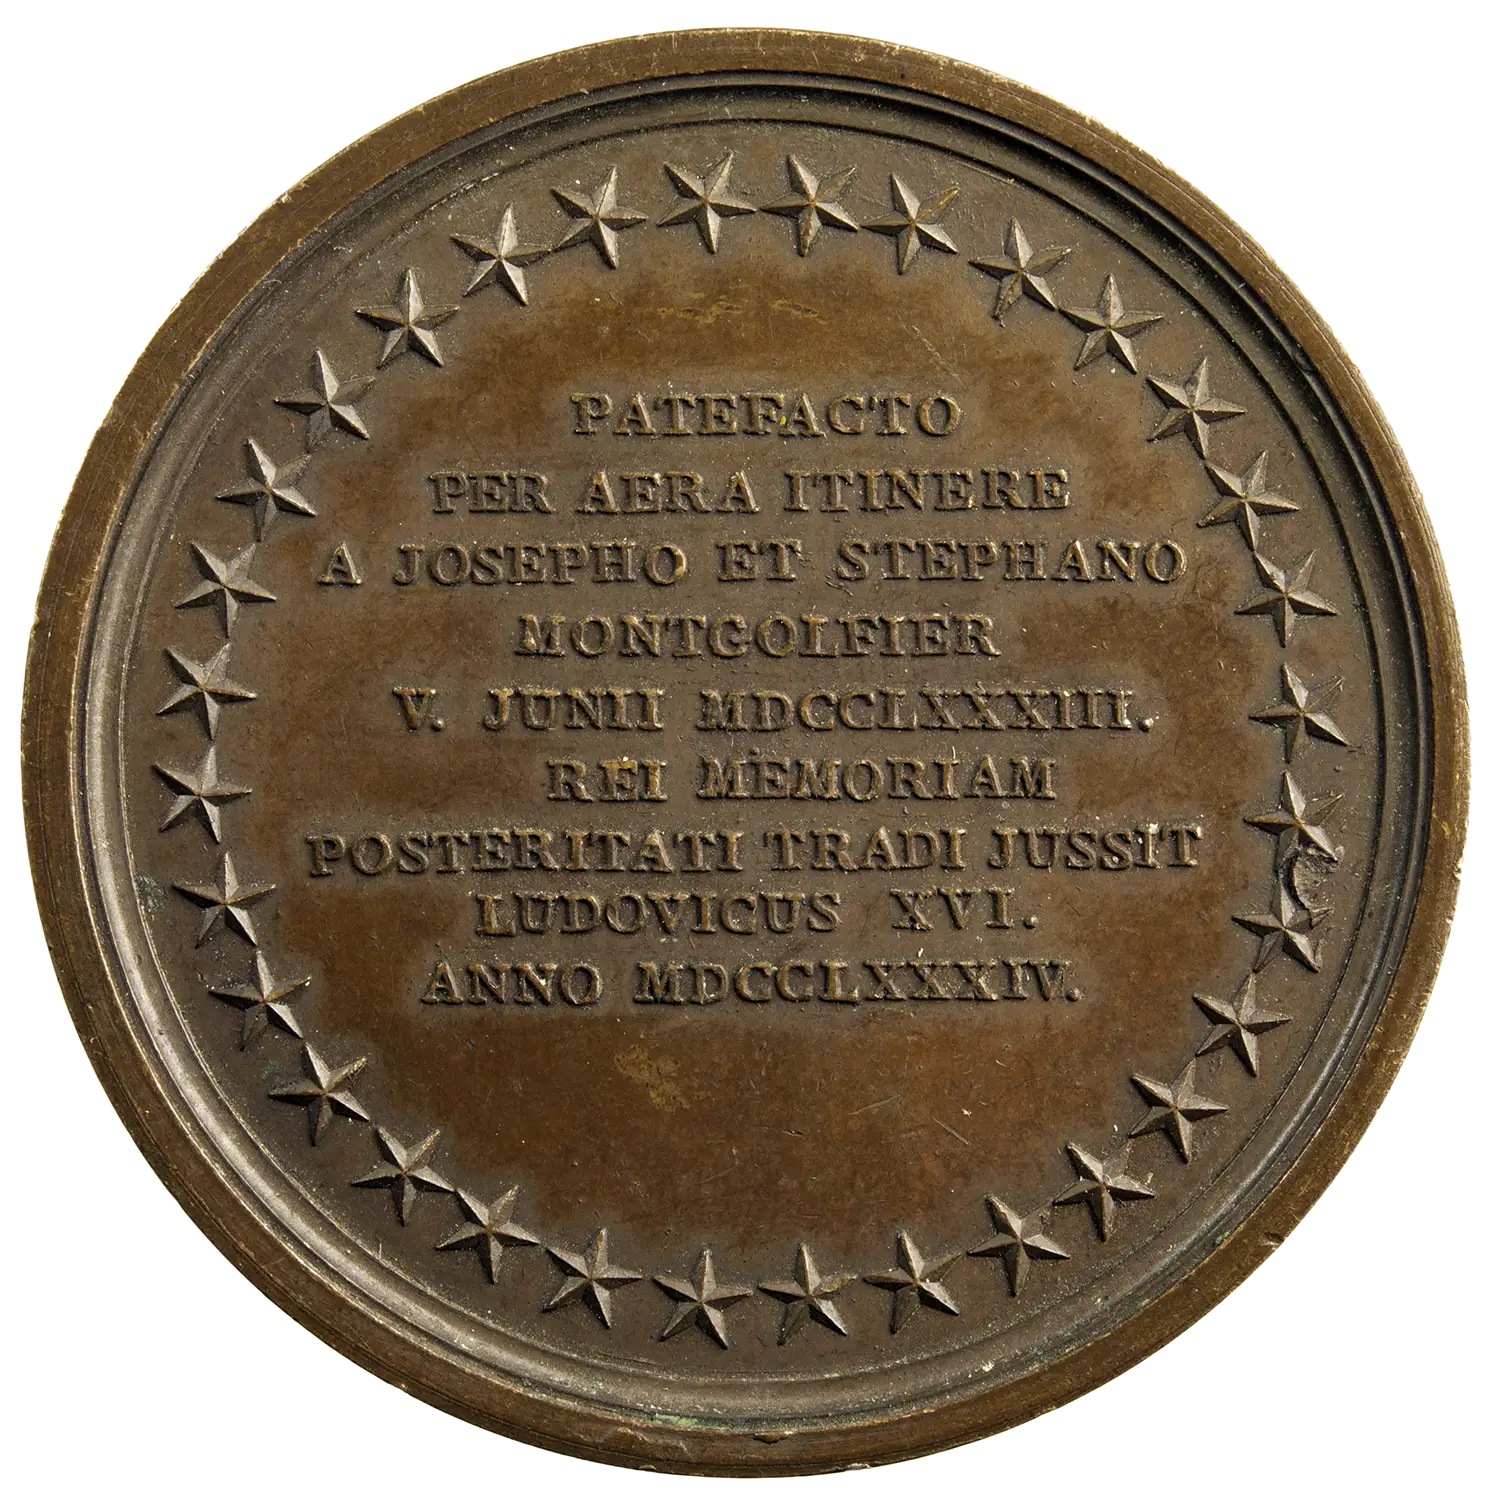 PATEFACTO
PER AERA ITINERE
A JOSEPHO ET STEPHANO
MONTGOLFIER
V. JUNII MDCCLXXXIII.
REI MEMORIAM
POSTERITATI TRADI JUSSIT
LUDOVICUS XVI.
ANNO MDCCLXXXIV.